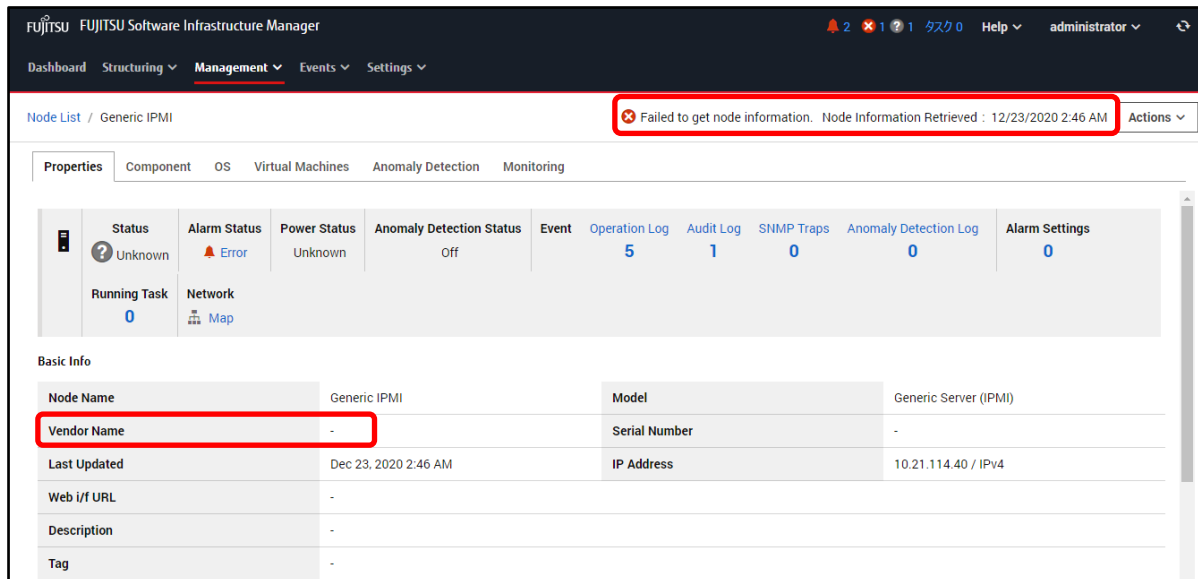 FUJITSU FUJITSU Software Infrastructure Manager 2 1 1 タスク 0 Help administrator
Dashboard Structuring Management Events Settings
Node List / Generic IPMI Failed to get node information. Node Information Retrieved : 12/23/2020 2:46 AM Actions
Properties Component OS Virtual Machines Anomaly Detection Monitoring
Status Alarm Status Power Status Anomaly Detection Status Event Operation Log Audit Log SNMP Traps Anomaly Detection Log Alarm Settings
Unknown Error Unknown Off 5 1 0 0 0
Running Task Network
0 Map
Basic Info
Node Name Generic IPMI Model Generic Server (IPMI)
Vendor Name - Serial Number -
Last Updated Dec 23, 2020 2:46 AM IP Address 10.21.114.40 / IPv4
Web i/f URL -
Description -
Tag -